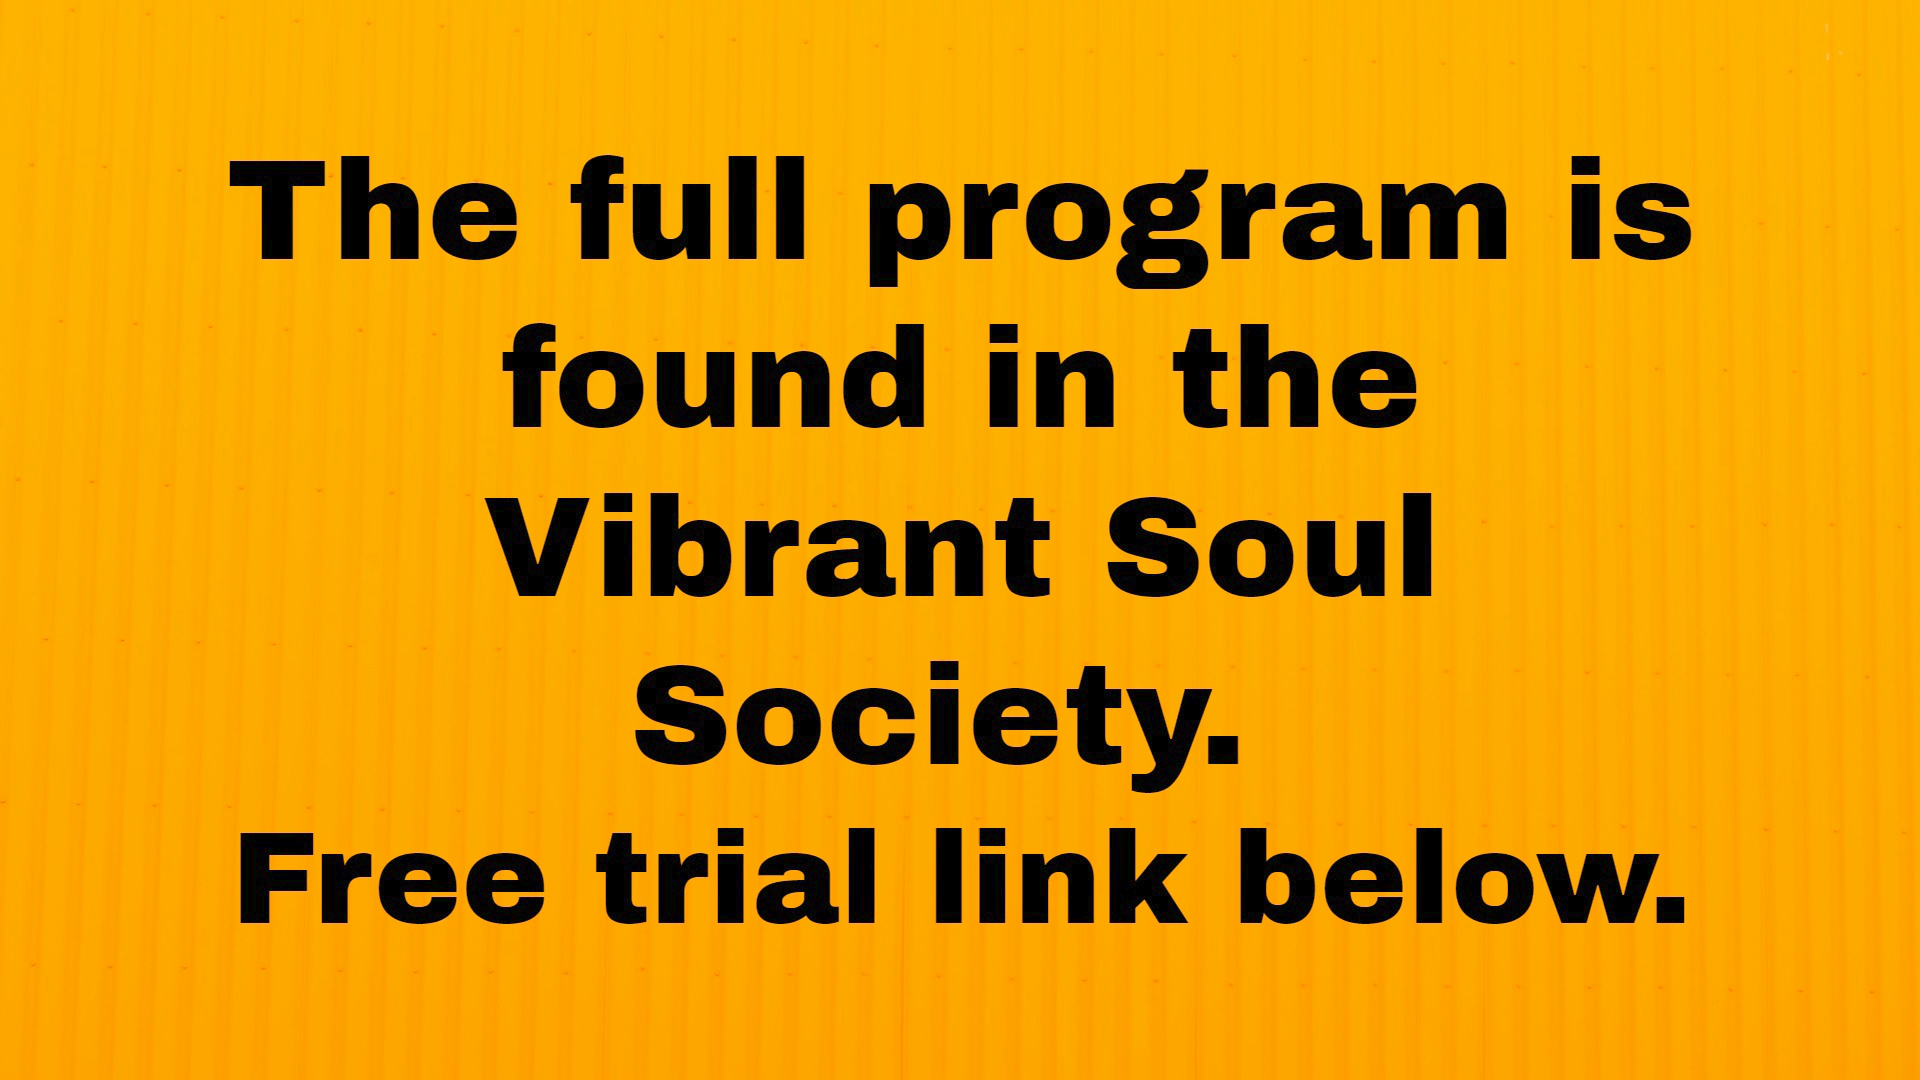 The full program is
found in the
Vibrant Soul
Society.
Free trial link below.